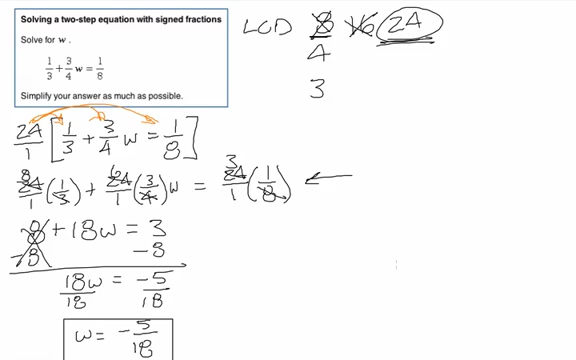 Solving a two-step equation with signed fractions
Solve for w .
1/3 + 3/4 w = 1/8
Simplify your answer as much as possible.
LCD 8 16 24
4
3
24/1 [ 1/3 + 3/4 w = 1/8 ]
8 6 3
24/1 (1/3) + 24/1 (3/4) w = 24/1 (1/8)
8 + 18w = 3
-8 -8
18w/18 = -5/18
w = -5/18